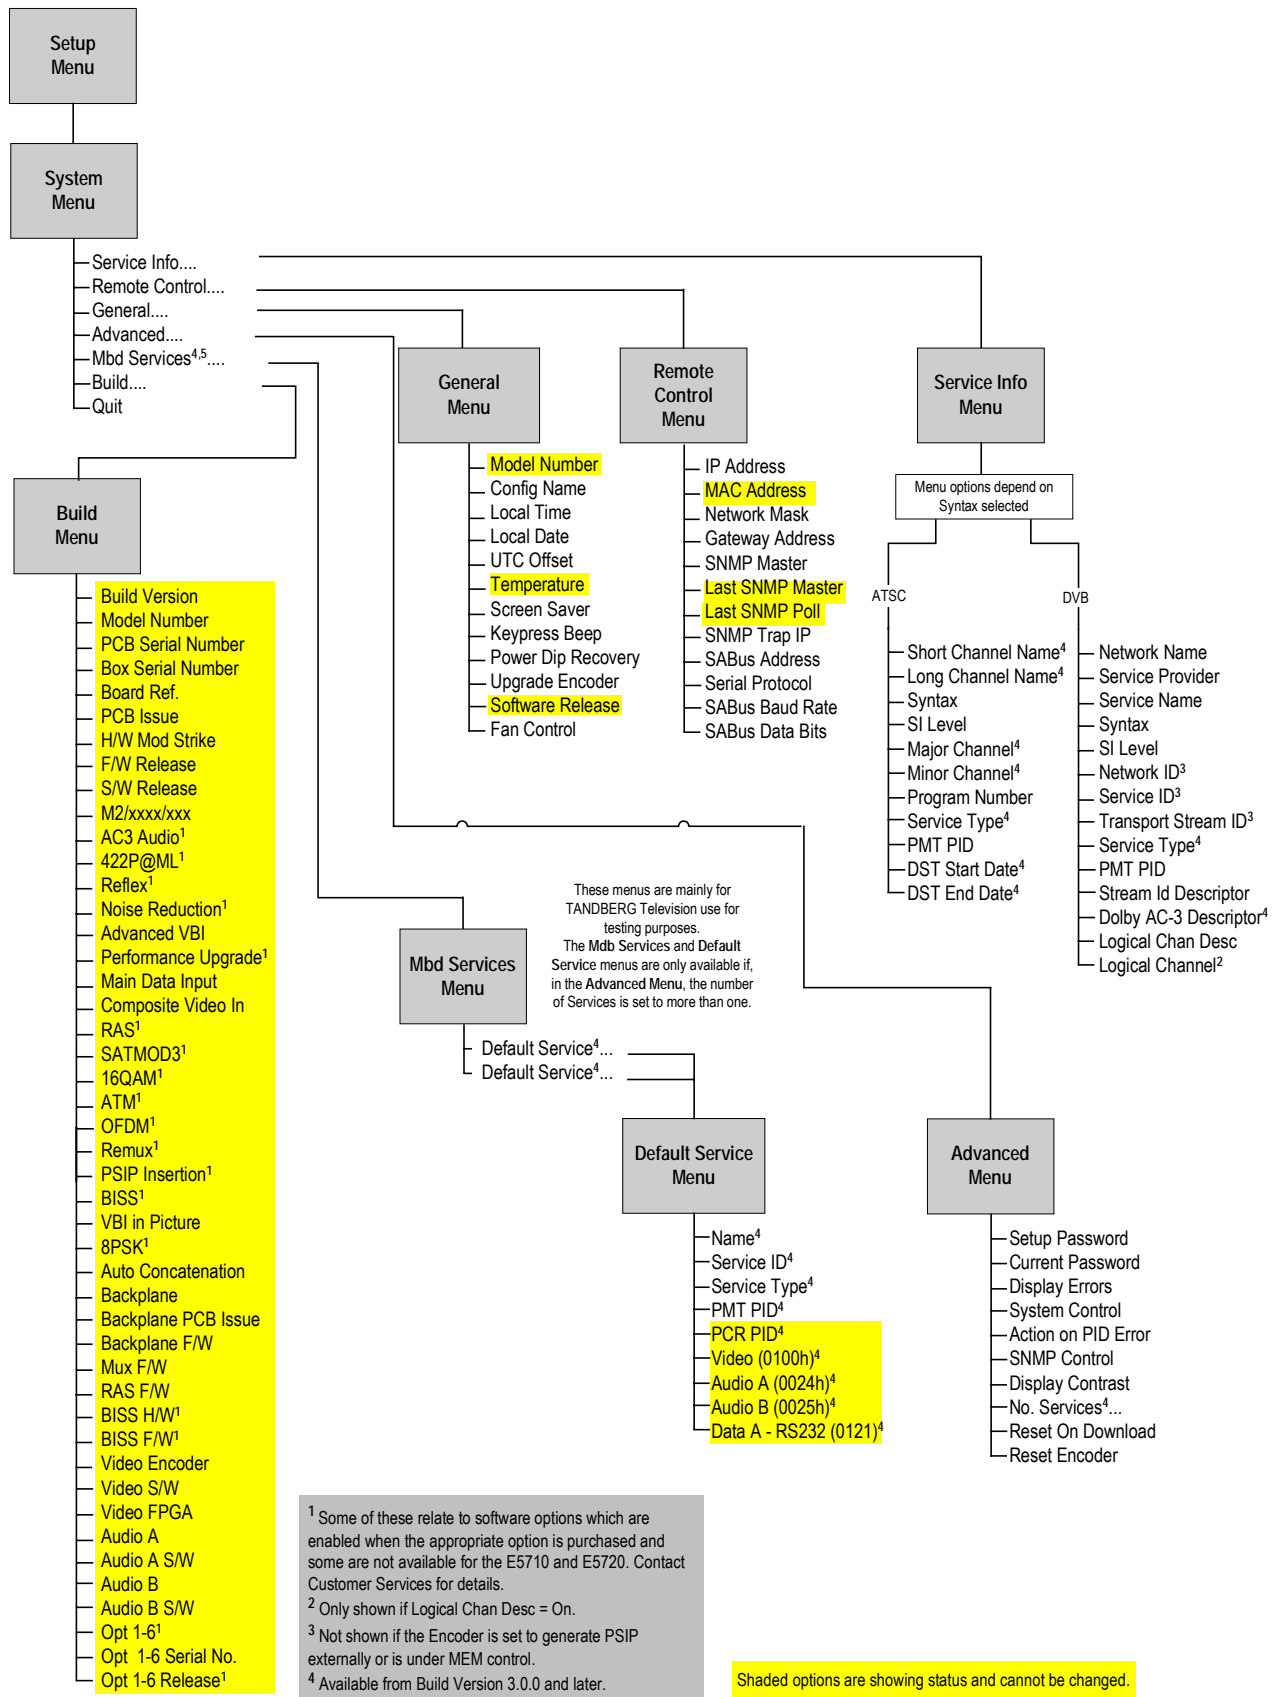 Setup
Menu
System
Menu
Service Info....
Remote Control....
General....
Advanced....
Mbd Services4,5....
Build....
Quit
General
Menu
Model Number
Config Name
Local Time
Local Date
UTC Offset
Temperature
Screen Saver
Keypress Beep
Power Dip Recovery
Upgrade Encoder
Software Release
Fan Control
Remote
Control
Menu
IP Address
MAC Address
Network Mask
Gateway Address
SNMP Master
Last SNMP Master
Last SNMP Poll
SNMP Trap IP
SABus Address
Serial Protocol
SABus Baud Rate
SABus Data Bits
Service Info
Menu
Menu options depend on
Syntax selected
ATSC
Short Channel Name4
Long Channel Name4
Syntax
SI Level
Major Channel4
Minor Channel4
Program Number
Service Type4
PMT PID
DST Start Date4
DST End Date4
DVB
Network Name
Service Provider
Service Name
Syntax
SI Level
Network ID3
Service ID3
Transport Stream ID3
Service Type4
PMT PID
Stream Id Descriptor
Dolby AC-3 Descriptor4
Logical Chan Desc
Logical Channel2
Build
Menu
Build Version
Model Number
PCB Serial Number
Box Serial Number
Board Ref.
PCB Issue
H/W Mod Strike
F/W Release
S/W Release
M2/xxxx/xxx
AC3 Audio1
422P@ML1
Reflex1
Noise Reduction1
Advanced VBI
Performance Upgrade1
Main Data Input
Composite Video In
RAS1
SATMOD31
16QAM1
ATM1
OFDM1
Remux1
PSIP Insertion1
BISS1
VBI in Picture
8PSK1
Auto Concatenation
Backplane
Backplane PCB Issue
Backplane F/W
Mux F/W
RAS F/W
BISS H/W1
BISS F/W1
Video Encoder
Video S/W
Video FPGA
Audio A
Audio A S/W
Audio B
Audio B S/W
Opt 1-61
Opt 1-6 Serial No.
Opt 1-6 Release1
Mbd Services
Menu
Default Service4...
Default Service4...
These menus are mainly for
TANDBERG Television use for
testing purposes.
The Mdb Services and Default
Service menus are only available if,
in the Advanced Menu, the number
of Services is set to more than one.
Default Service
Menu
Name4
Service ID4
Service Type4
PMT PID4
PCR PID4
Video (0100h)4
Audio A (0024h)4
Audio B (0025h)4
Data A - RS232 (0121)4
Advanced
Menu
Setup Password
Current Password
Display Errors
System Control
Action on PID Error
SNMP Control
Display Contrast
No. Services4...
Reset On Download
Reset Encoder
1 Some of these relate to software options which are
enabled when the appropriate option is purchased and
some are not available for the E5710 and E5720. Contact
Customer Services for details.
2 Only shown if Logical Chan Desc = On.
3 Not shown if the Encoder is set to generate PSIP
externally or is under MEM control.
4 Available from Build Version 3.0.0 and later.
Shaded options are showing status and cannot be changed.